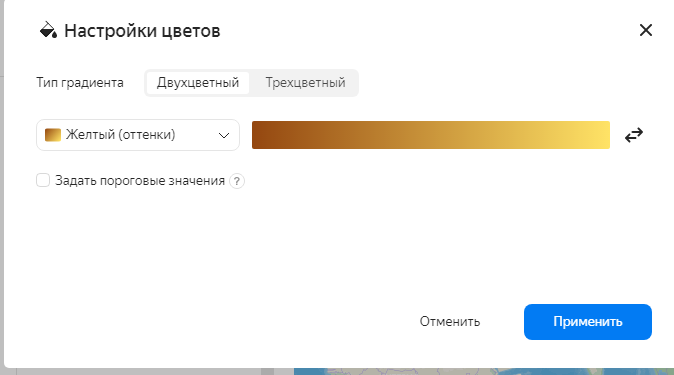 Настройки цветов
Тип градиента Двухцветный Трехцветный
Желтый (оттенки)
Задать пороговые значения ?
Отменить Применить